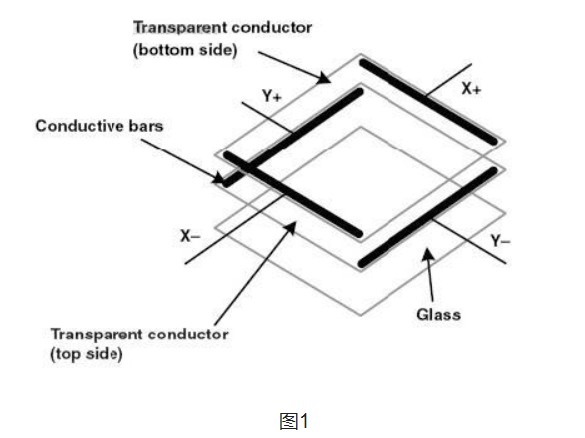 Transparent conductor
(bottom side)
X+
Y+
Conductive bars
X–
Y–
Glass
Transparent conductor
(top side)
图1